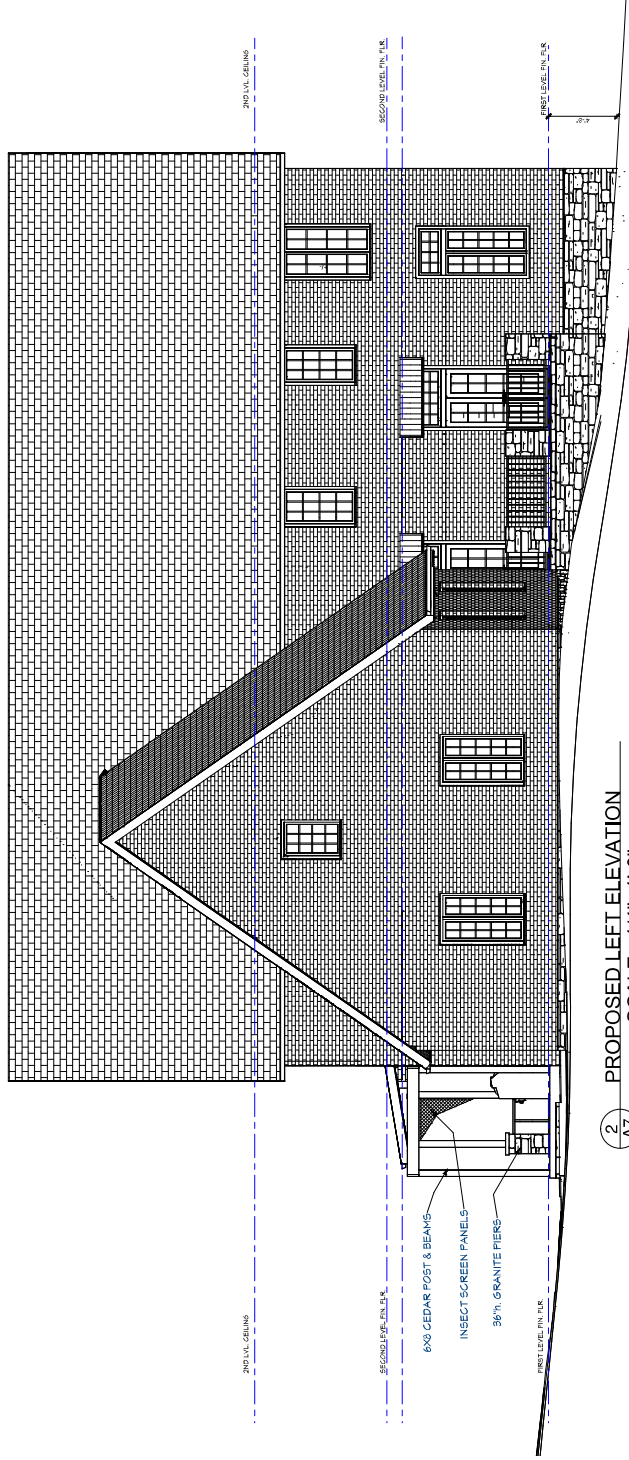 2ND LVL. CEILING
2ND LVL. CEILING
SECOND LEVEL FIN. FLR.
SECOND LEVEL FIN. FLR.
6X8 CEDAR POST & BEAMS
INSECT SCREEN PANELS
36"h. GRANITE PIERS
FIRST LEVEL FIN. FLR.
FIRST LEVEL FIN. FLR.
2
A7
PROPOSED LEFT ELEVATION